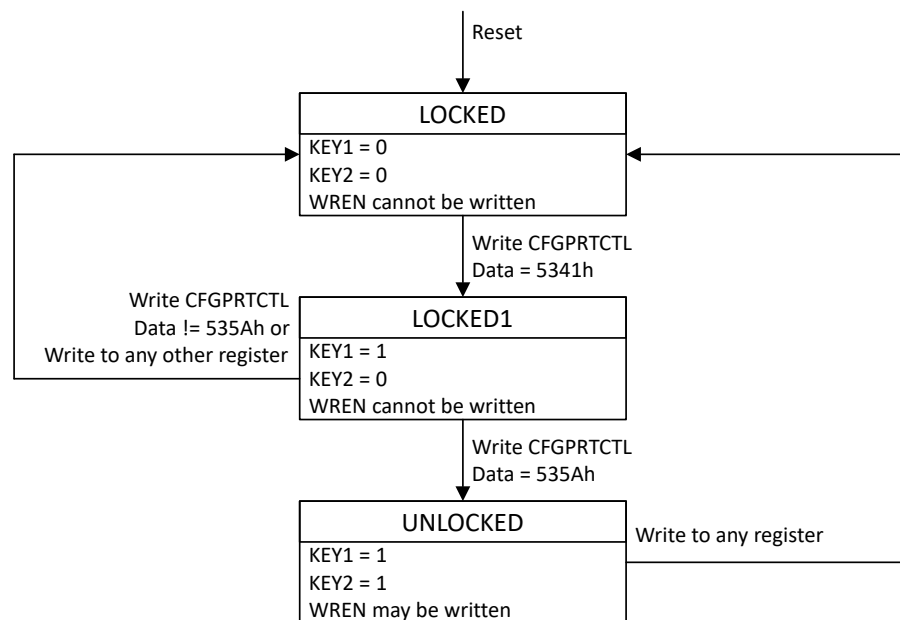 Reset
LOCKED
KEY1 = 0
KEY2 = 0
WREN cannot be written
Write CFGPRTCTL
Data = 5341h
Write CFGPRTCTL
Data != 535Ah or
Write to any other register
LOCKED1
KEY1 = 1
KEY2 = 0
WREN cannot be written
Write CFGPRTCTL
Data = 535Ah
UNLOCKED
KEY1 = 1
KEY2 = 1
WREN may be written
Write to any register